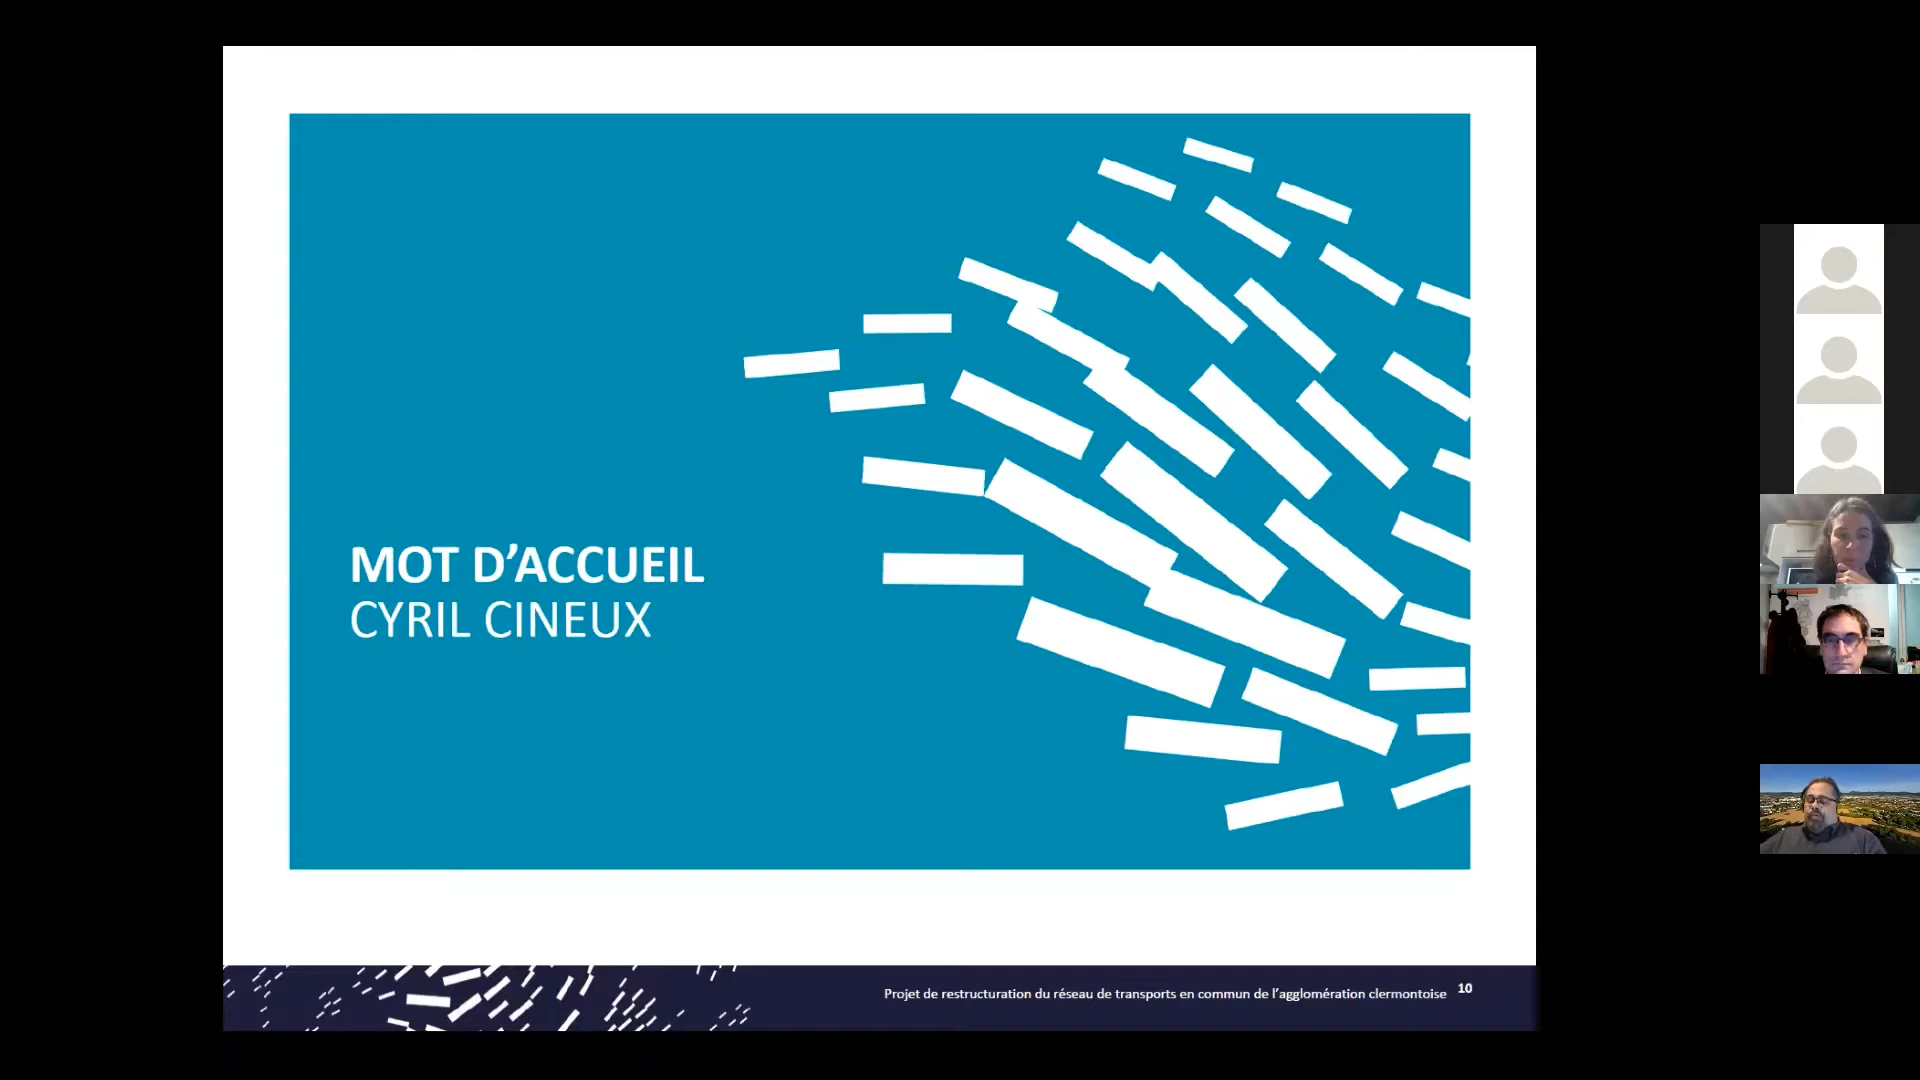 MOT D’ACCUEIL
CYRIL CINEUX
Projet de restructuration du réseau de transports en commun de l’agglomération clermontoise 10